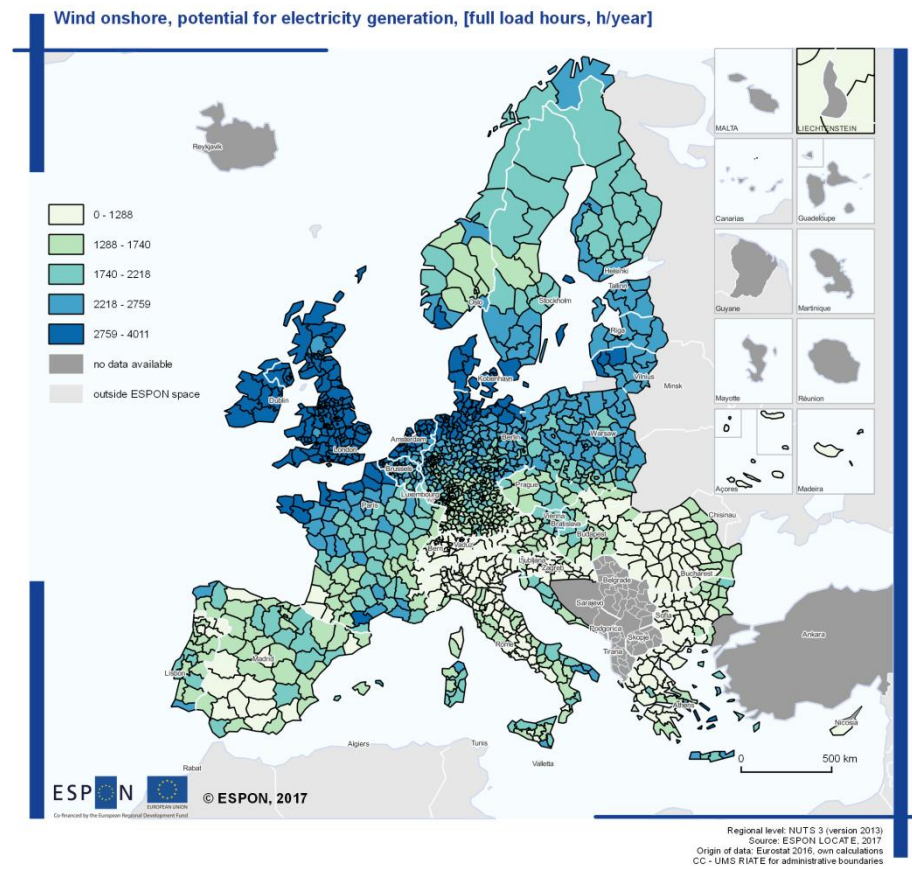 Wind onshore, potential for electricity generation, [full load hours, h/year]
MALTA
LIECHTENSTEIN
Reykjavik
Canarias
Guadeloupe
0 - 1288
1288 - 1740
1740 - 2218
2218 - 2759
2759 - 4011
no data available
outside ESPON space
Guyane
Martinique
Helsinki
Tallinn
Oslo
Stockholm
Riga
Mayotte
Réunion
Dublin
København
Vilnius
Minsk
Açores
Madeira
Amsterdam
Berlin
Warsaw
London
Brussels
Luxembourg
Prague
Paris
Vienna
Bratislava
Budapest
Chisinau
Bern
Vaduz
Ljubljana
Zagreb
Belgrade
Bucharest
Sarajevo
Sofia
Podgorica
Skopje
Tirana
Rome
Madrid
Lisbon
Ankara
Athens
Nicosia
Algiers
Tunis
Valletta
Rabat
0 500 km
ESPON
EUROPEAN UNION
Co-financed by the European Regional Development Fund
© ESPON, 2017
Regional level: NUTS 3 (version 2013)
Source: ESPON LOCATE, 2017
Origin of data: Eurostat 2016, own calculations
CC - UMS RIATE for administrative boundaries